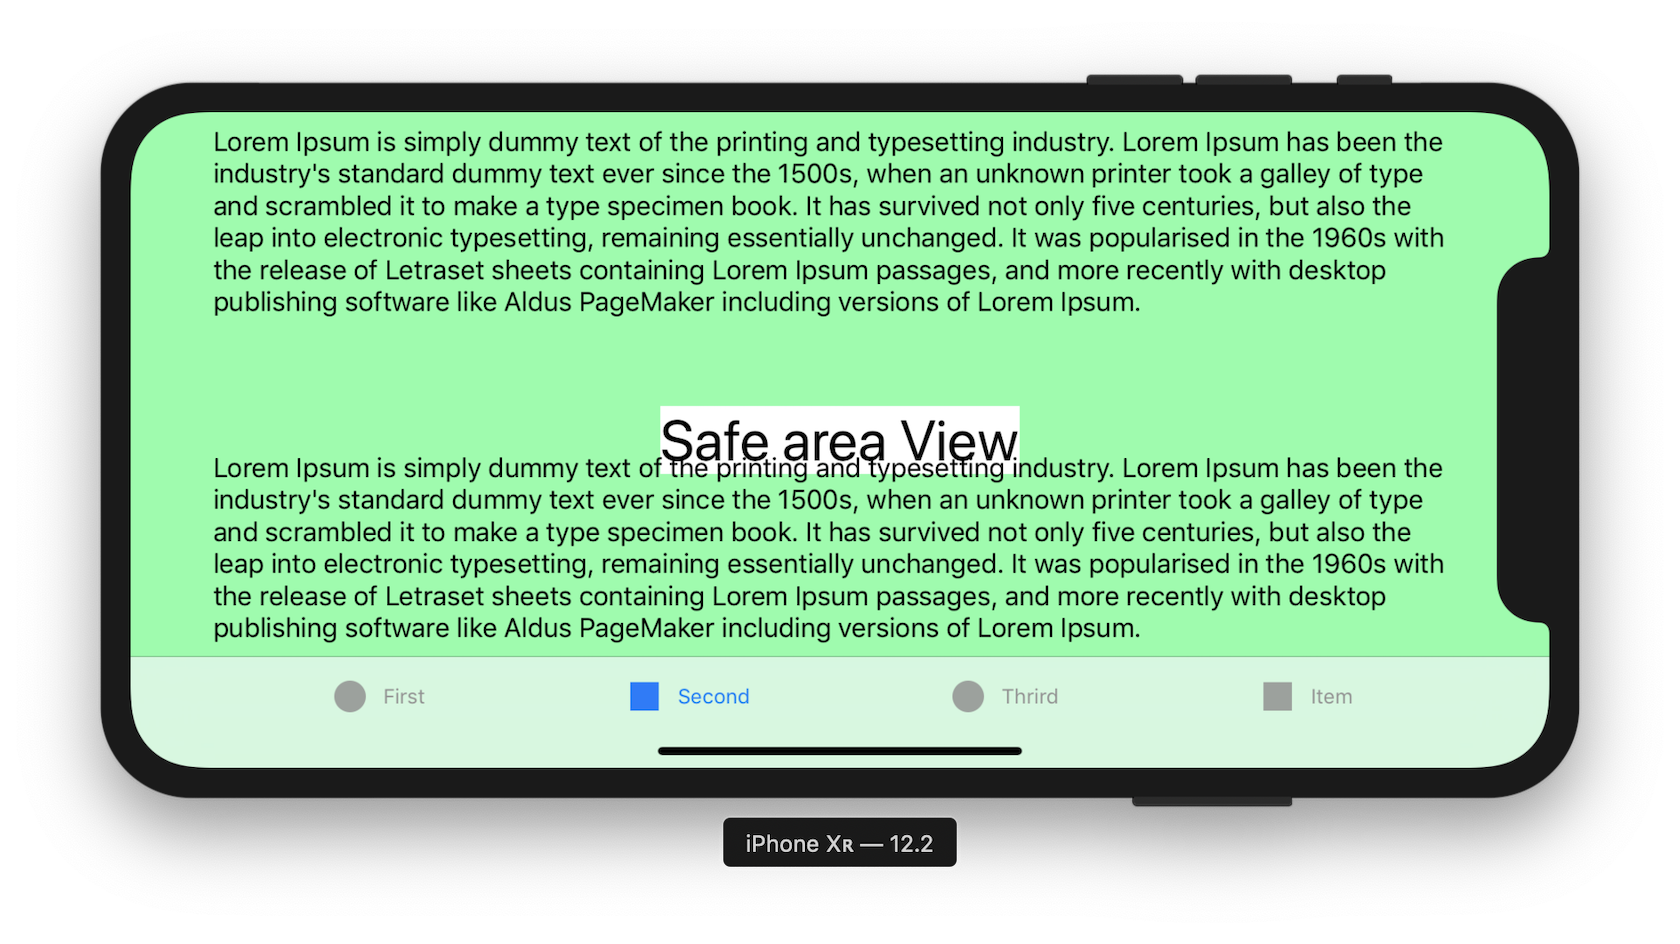 Lorem Ipsum is simply dummy text of the printing and typesetting industry. Lorem Ipsum has been the
industry's standard dummy text ever since the 1500s, when an unknown printer took a galley of type
and scrambled it to make a type specimen book. It has survived not only five centuries, but also the
leap into electronic typesetting, remaining essentially unchanged. It was popularised in the 1960s with
the release of Letraset sheets containing Lorem Ipsum passages, and more recently with desktop
publishing software like Aldus PageMaker including versions of Lorem Ipsum.
Safe area View
Lorem Ipsum is simply dummy text of the printing and typesetting industry. Lorem Ipsum has been the
industry's standard dummy text ever since the 1500s, when an unknown printer took a galley of type
and scrambled it to make a type specimen book. It has survived not only five centuries, but also the
leap into electronic typesetting, remaining essentially unchanged. It was popularised in the 1960s with
the release of Letraset sheets containing Lorem Ipsum passages, and more recently with desktop
publishing software like Aldus PageMaker including versions of Lorem Ipsum.
First Second Thrird Item
iPhone Xʀ — 12.2